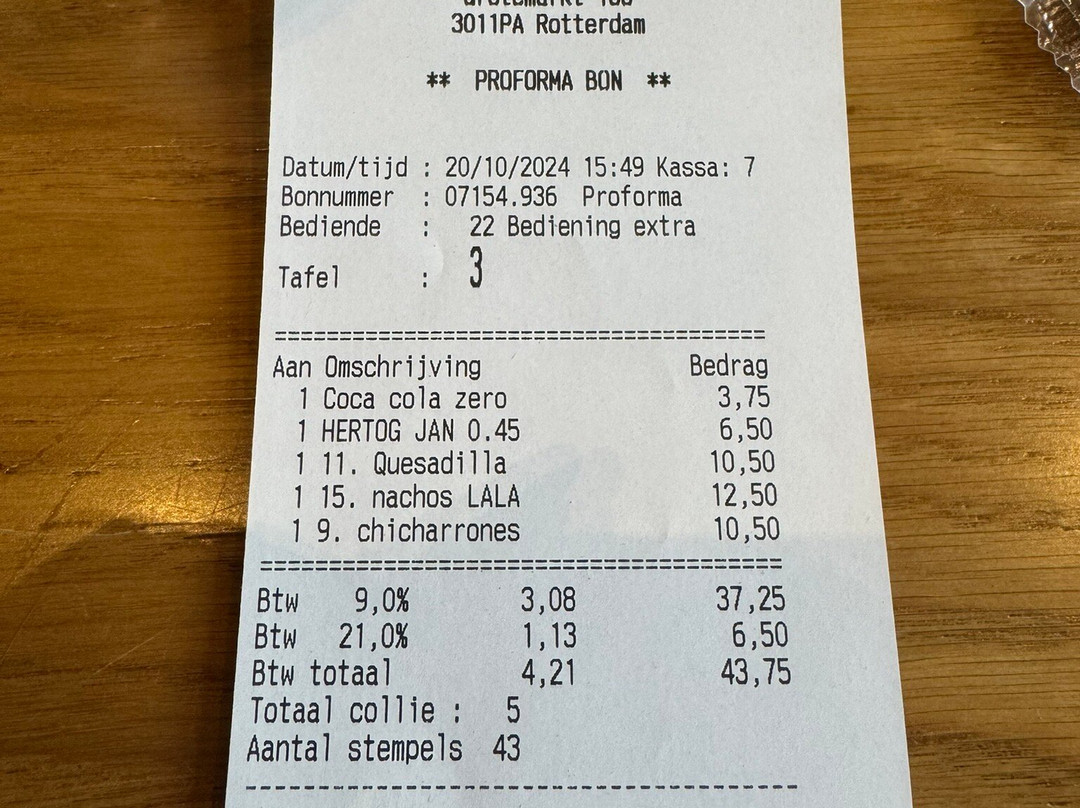 3011PA Rotterdam
** PROFORMA BON **
Datum/tijd : 20/10/2024 15:49 Kassa: 7
Bonnummer : 07154.936 Proforma
Bediende : 22 Bediening extra
Tafel : 3
Aan Omschrijving Bedrag
1 Coca cola zero 3,75
1 HERTOG JAN 0.45 6,50
1 11. Quesadilla 10,50
1 15. nachos LALA 12,50
1 9. chicharrones 10,50
Btw 9,0% 3,08 37,25
Btw 21,0% 1,13 6,50
Btw totaal 4,21 43,75
Totaal collie : 5
Aantal stempels 43